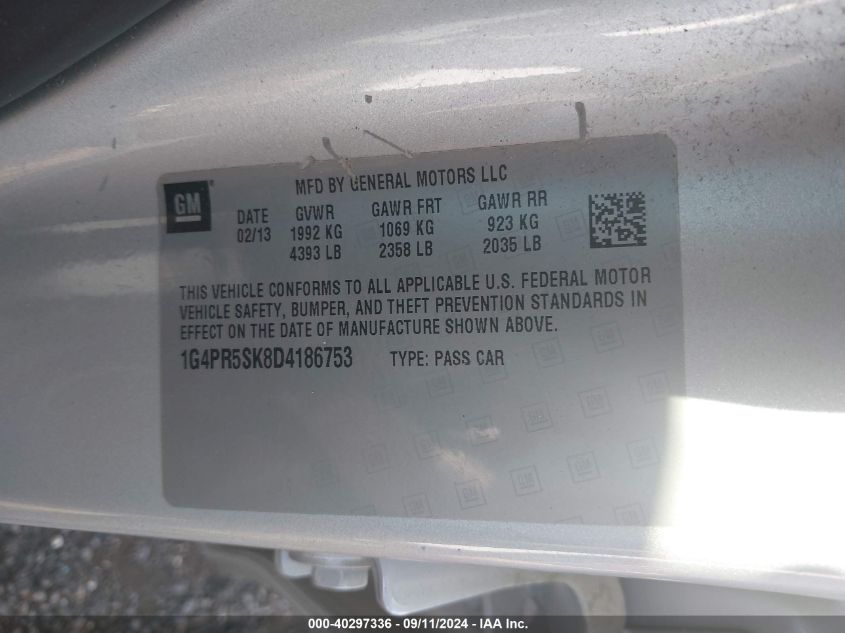 GM
MFD BY GENERAL MOTORS LLC
DATE GVWR GAWR FRT GAWR RR
02/13 1992 KG 1069 KG 923 KG
4393 LB 2358 LB 2035 LB
THIS VEHICLE CONFORMS TO ALL APPLICABLE U.S. FEDERAL MOTOR
VEHICLE SAFETY, BUMPER, AND THEFT PREVENTION STANDARDS IN
EFFECT ON THE DATE OF MANUFACTURE SHOWN ABOVE.
1G4PR5SK8D4186753 TYPE: PASS CAR
000-40297336 - 09/11/2024 - IAA Inc.